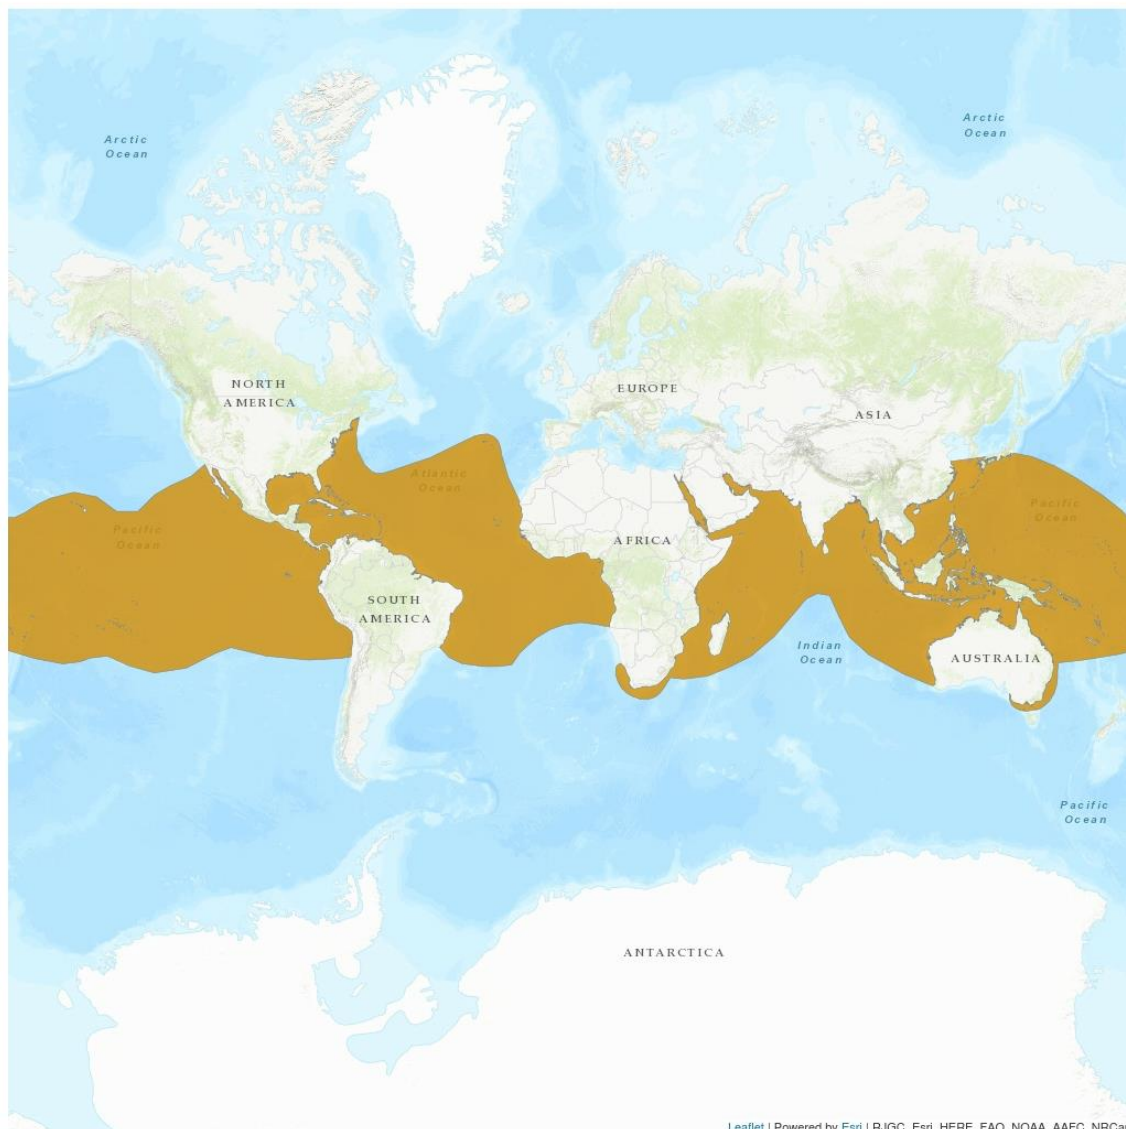 Arctic
Ocean
Arctic
Ocean
NORTH
AMERICA
EUROPE
ASIA
Atlantic
Ocean
Pacific
Ocean
Pacific
Ocean
AFRICA
SOUTH
AMERICA
Indian
Ocean
AUSTRALIA
Pacific
Ocean
ANTARCTICA
Leaflet | Powered by Esri | RJGC, Esri, HERE, FAO, NOAA, AAFC, NRCa